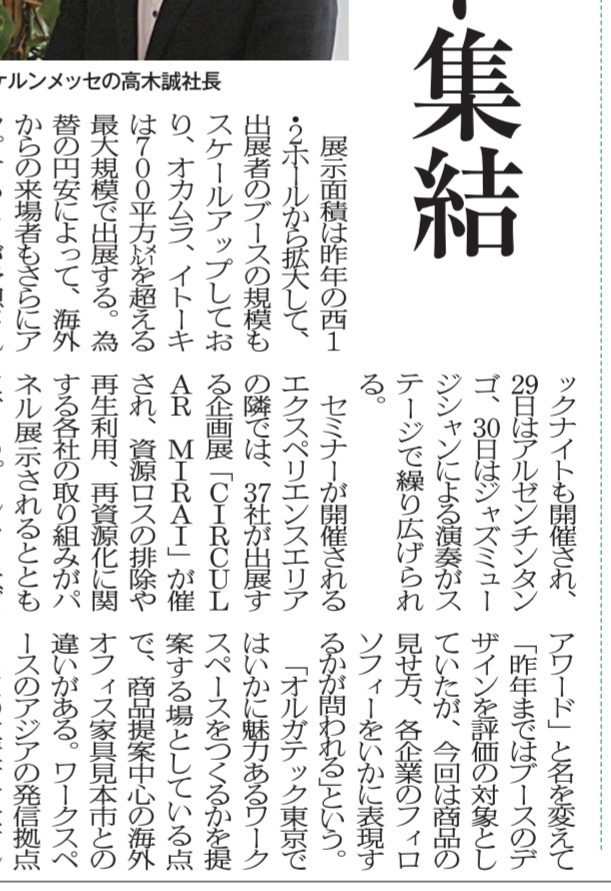 集結
ケルンメッセの高木誠社長
展示面積は昨年の西1
・2ホールから拡大して、
出展者のブースの規模も
スケールアップしてお
り、オカムラ、イトーキ
は700平方㍍を超える
最大規模で出展する。為
替の円安によって、海外
からの来場者もさらにア
ックナイトも開催され、
29日はアルゼンチンタン
ゴ、30日はジャズミュー
ジシャンによる演奏がス
テージで繰り広げられ
る。
セミナーが開催される
エクスペリエンスエリア
の隣では、37社が出展す
る企画展「CIRCUL
AR MIRAI」が催
され、資源ロスの排除や
再生利用、再資源化に関
する各社の取り組みがパ
ネル展示されるととも
アワード」と名を変えて
「昨年まではブースのデ
ザインを評価の対象とし
ていたが、今回は商品の
見せ方、各企業のフィロ
ソフィーをいかに表現す
るかが問われる」という。
「オルガテック東京で
はいかに魅力あるワーク
スペースをつくるかを提
案する場としている点
で、商品提案中心の海外
オフィス家具見本市との
違いがある。ワークスペ
ースのアジアの発信拠点